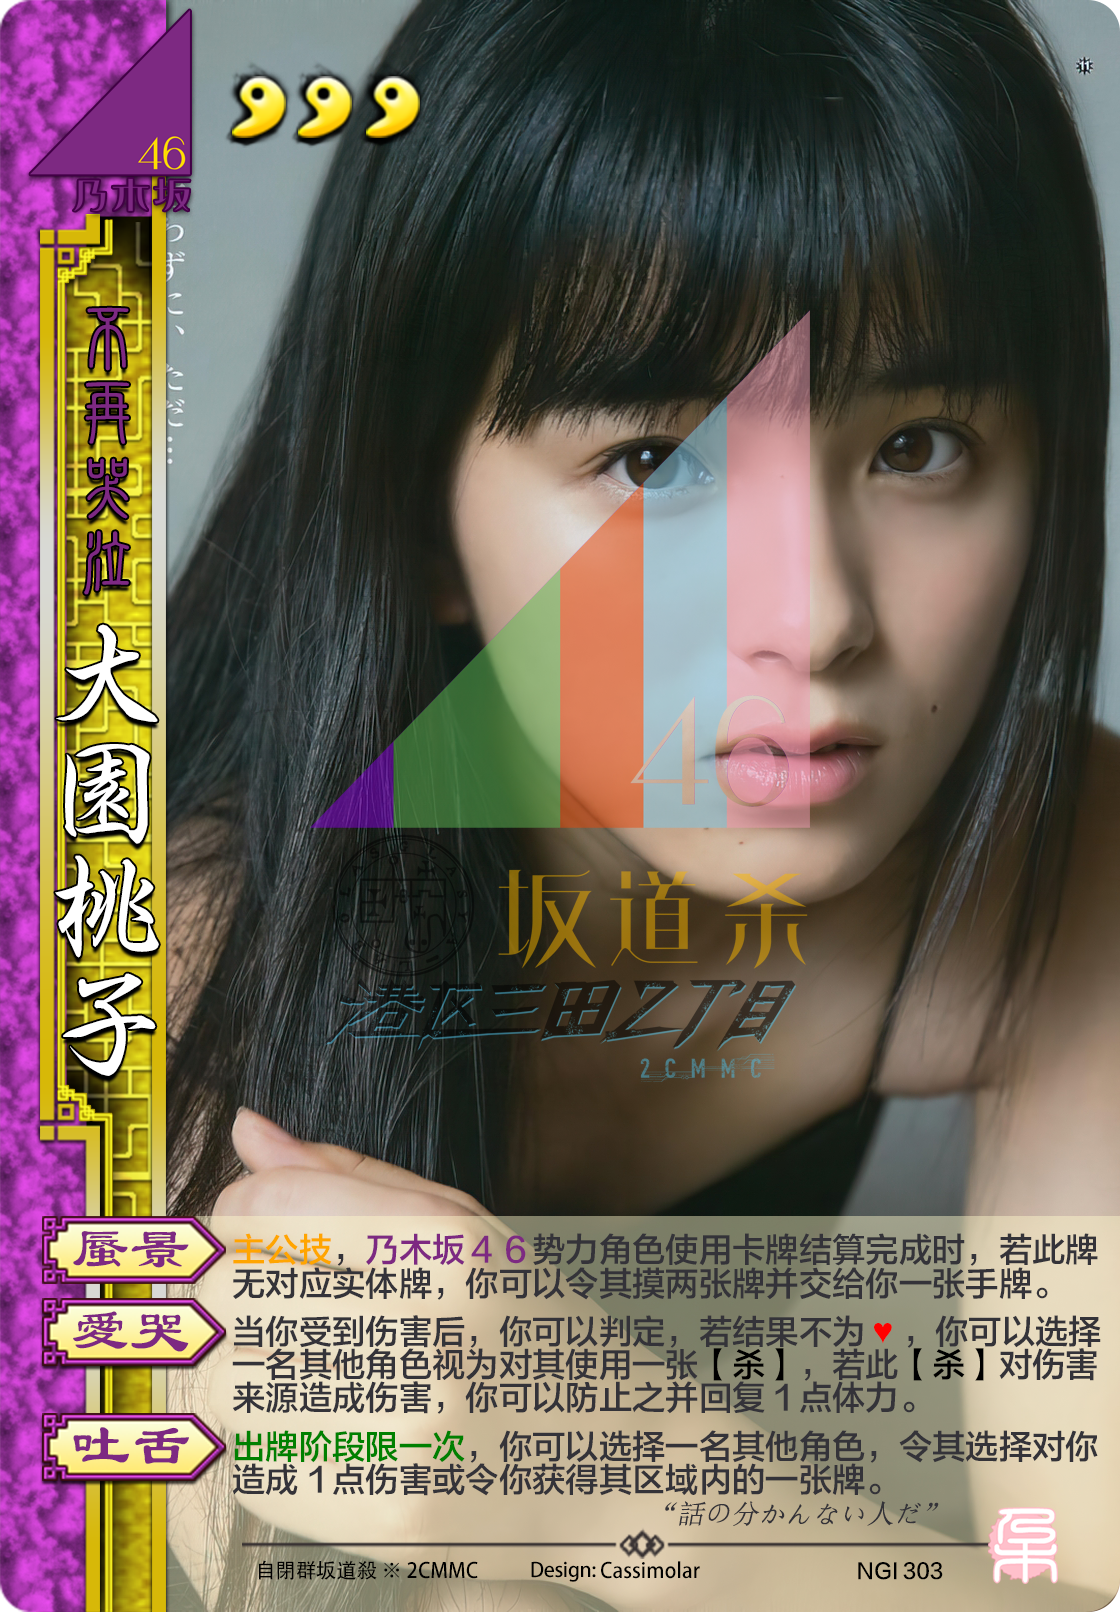 46
乃木坂
不再哭泣
大園桃子
46
坂道杀
港区三田乙丁目
2CMMC
蜃景
主公技，乃木坂４６势力角色使用卡牌结算完成时，若此牌
无对应实体牌，你可以令其摸两张牌并交给你一张手牌。
愛哭
当你受到伤害后，你可以判定，若结果不为♥，你可以选择
一名其他角色视为对其使用一张【杀】，若此【杀】对伤害
来源造成伤害，你可以防止之并回复１点体力。
吐舌
出牌阶段限一次，你可以选择一名其他角色，令其选择对你
造成１点伤害或令你获得其区域内的一张牌。
“話の分かんない人だ”
自閉群坂道殺 ※ 2CMMC Design: Cassimolar NGI 303